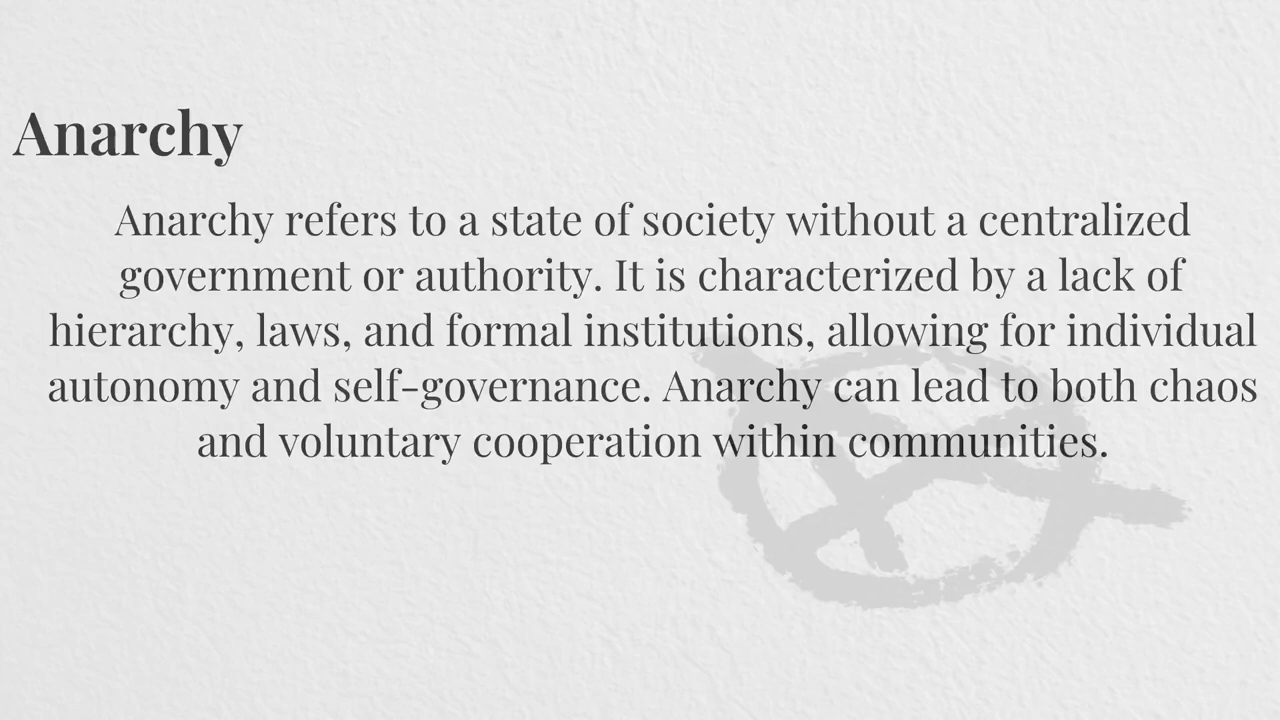 Anarchy
Anarchy refers to a state of society without a centralized
government or authority. It is characterized by a lack of
hierarchy, laws, and formal institutions, allowing for individual
autonomy and self-governance. Anarchy can lead to both chaos
and voluntary cooperation within communities.